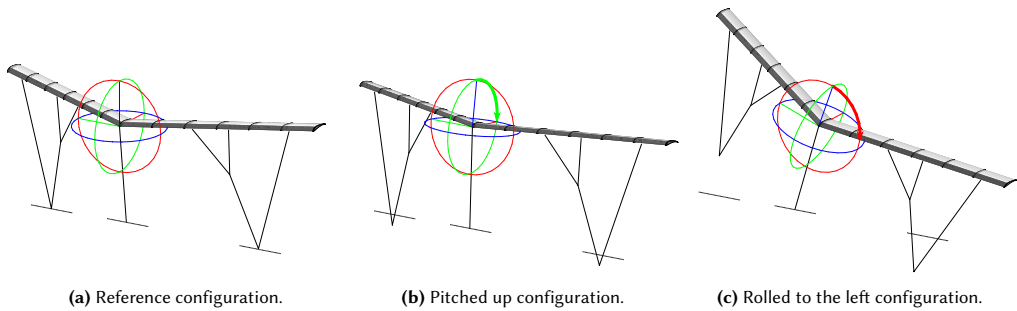 (a) Reference configuration.
(b) Pitched up configuration.
(c) Rolled to the left configuration.